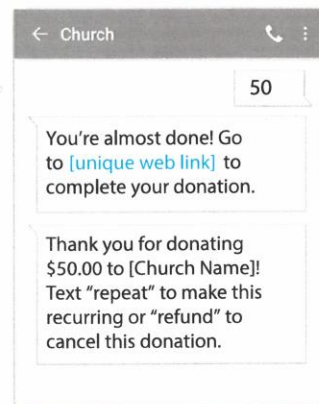 ← Church
50
You're almost done! Go
to [unique web link] to
complete your donation.
Thank you for donating
$50.00 to [Church Name]!
Text “repeat” to make this
recurring or “refund” to
cancel this donation.